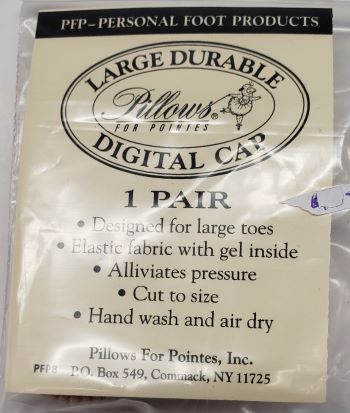 PFP-PERSONAL FOOT PRODUCTS
LARGE DURABLE
Pillows®
FOR POINTES
DIGITAL CAP
1 PAIR
• Designed for large toes
• Elastic fabric with gel inside
• Alliviates pressure
• Cut to size
• Hand wash and air dry
Pillows For Pointes, Inc.
PFP8 P.O. Box 549, Commack, NY 11725